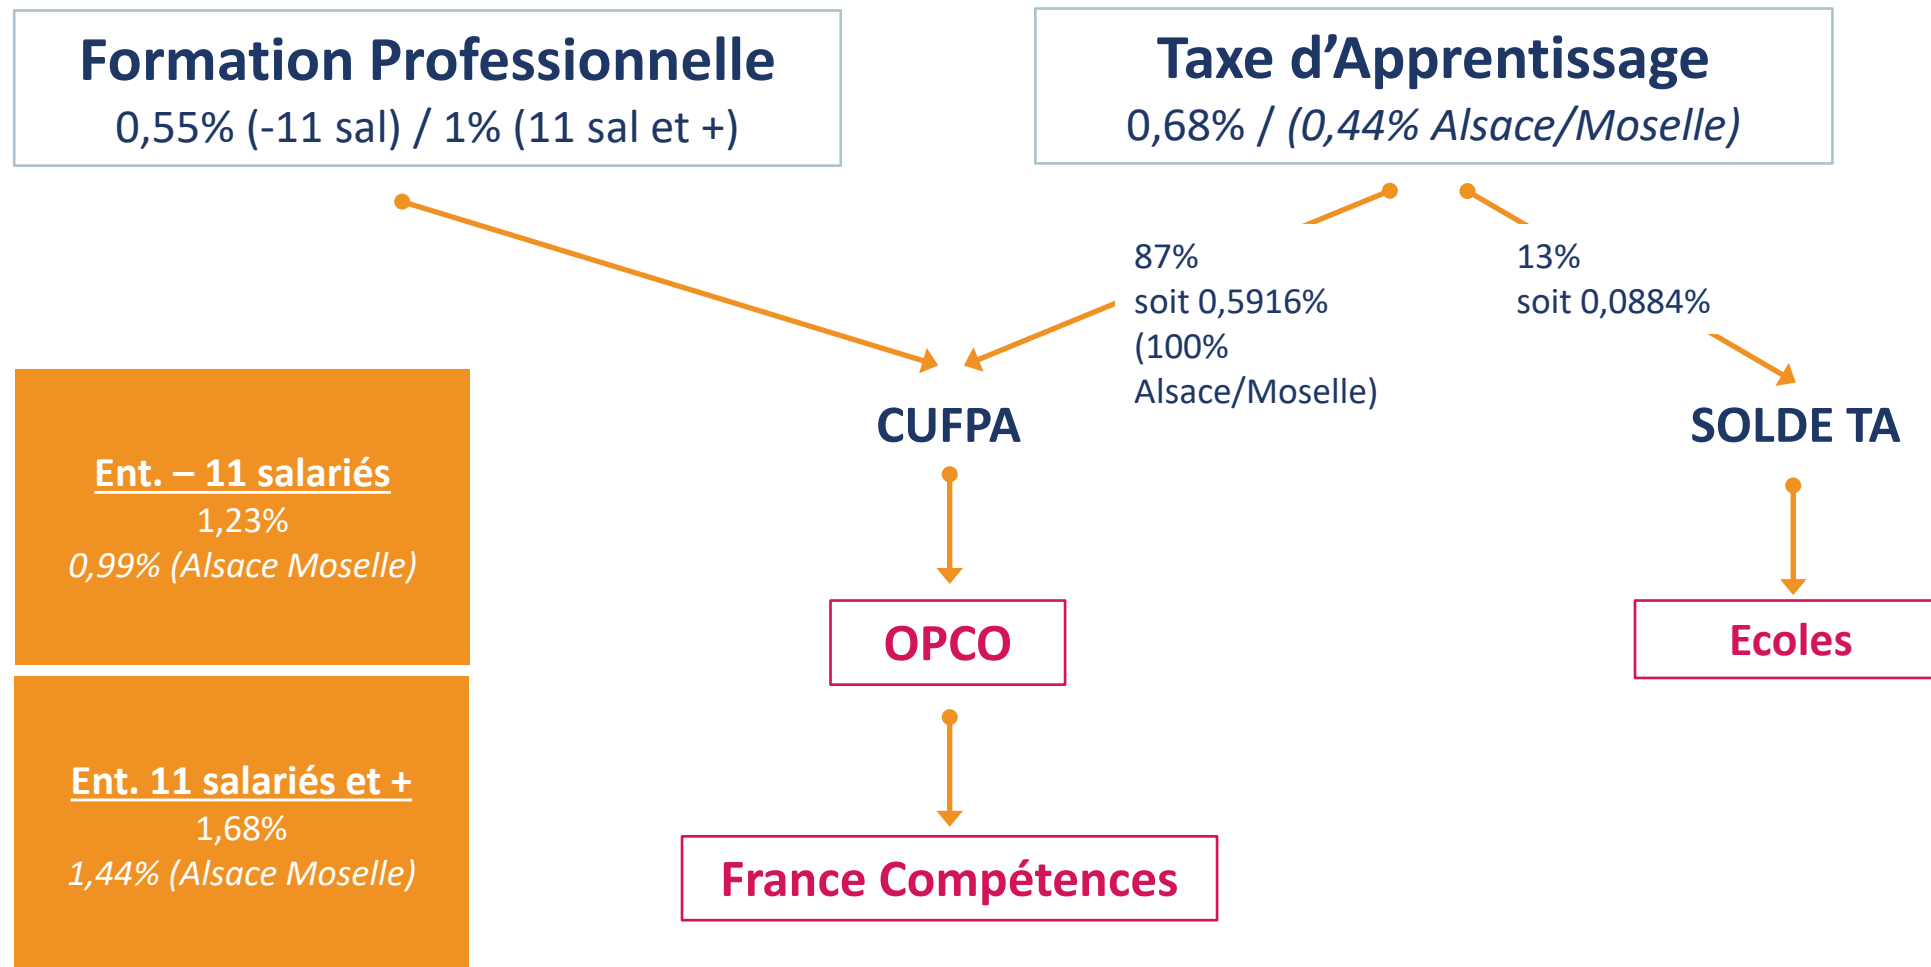 Formation Professionnelle
0,55% (-11 sal) / 1% (11 sal et +)
Taxe d’Apprentissage
0,68% / (0,44% Alsace/Moselle)
87%
soit 0,5916%
(100%
Alsace/Moselle)
13%
soit 0,0884%
CUFPA
SOLDE TA
Ent. – 11 salariés
1,23%
0,99% (Alsace Moselle)
OPCO
Ecoles
Ent. 11 salariés et +
1,68%
1,44% (Alsace Moselle)
France Compétences